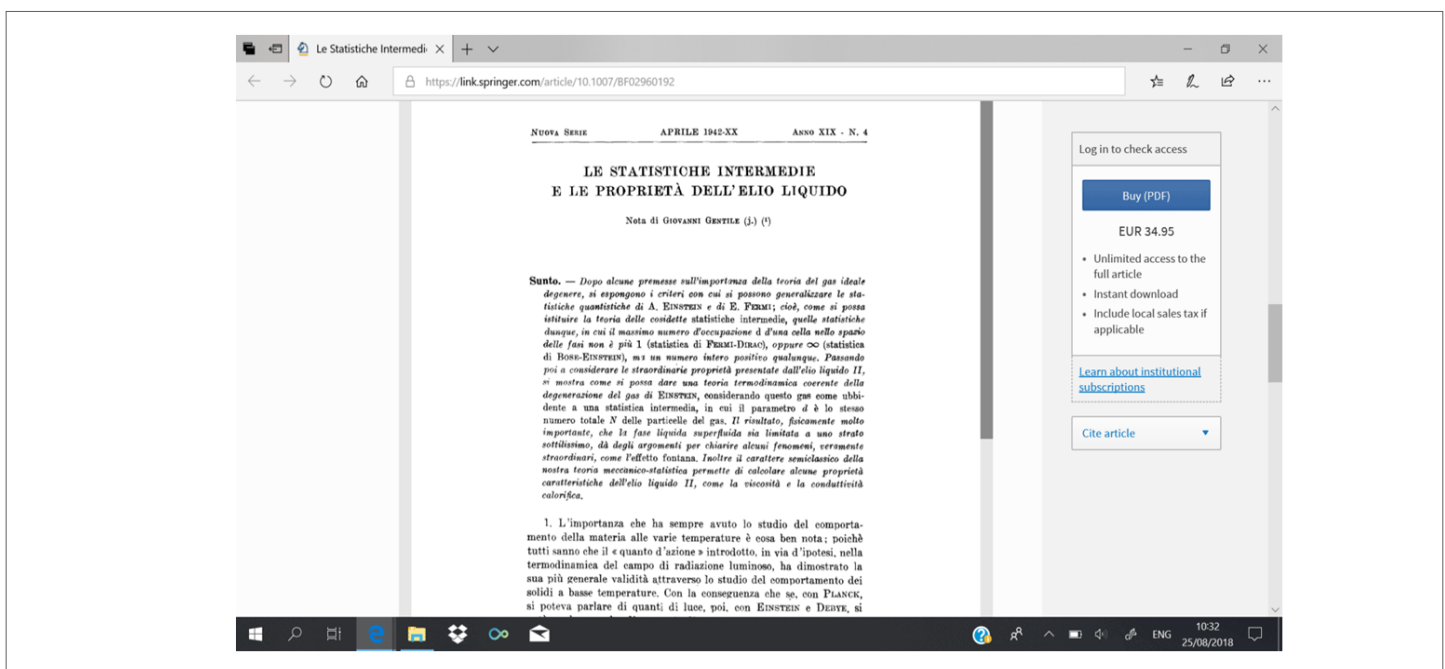 Le Statistiche Intermedi
https://link.springer.com/article/10.1007/BF02960192
NUOVA SERIE APRILE 1942-XX ANNO XIX - N. 4
LE STATISTICHE INTERMEDIE
E LE PROPRIETÀ DELL'ELIO LIQUIDO
Nota di GIOVANNI GENTILE (j.) (¹)
Sunto. — Dopo alcune premesse sull'importanza della teoria del gas ideale
degenere, si espongono i criteri con cui si possono generalizzare le sta-
tistiche quantistiche di A. EINSTEIN e di E. FERMI; cioè, come si possa
istituire la teoria delle cosidette statistiche intermedie, quelle statistiche
dunque, in cui il massimo numero d'occupazione d d'una cella nello spazio
delle fasi non è più 1 (statistica di FERMI-DIRAC), oppure ∞ (statistica
di BOSE-EINSTEIN), ma un numero intero positivo qualunque. Passando
poi a considerare le straordinarie proprietà presentate dall'elio liquido II,
si mostra come si possa dare una teoria termodinamica coerente della
degenerazione del gas di EINSTEIN, considerando questo gas come ubbi-
dente a una statistica intermedia, in cui il parametro d è lo stesso
numero totale N delle particelle del gas. Il risultato, fisicamente molto
importante, che la fase liquida superfluida sia limitata a uno strato
sottilissimo, dà degli argomenti per chiarire alcuni fenomeni, veramente
straordinari, come l'effetto fontana. Inoltre il carattere semiclassico della
nostra teoria meccanico-statistica permette di calcolare alcune proprietà
caratteristiche dell'elio liquido II, come la viscosità e la conduttività
calorifica.
1. L'importanza che ha sempre avuto lo studio del comporta-
mento della materia alle varie temperature è cosa ben nota; poichè
tutti sanno che il « quanto d'azione » introdotto, in via d'ipotesi, nella
termodinamica del campo di radiazione luminoso, ha dimostrato la
sua più generale validità attraverso lo studio del comportamento dei
solidi a basse temperature. Con la conseguenza che se, con PLANCK,
si poteva parlare di quanti di luce, poi, con EINSTEIN e DEBYE, si
Log in to check access
Buy (PDF)
EUR 34.95
• Unlimited access to the
full article
• Instant download
• Include local sales tax if
applicable
Learn about institutional
subscriptions
Cite article
ENG
10:32
25/08/2018